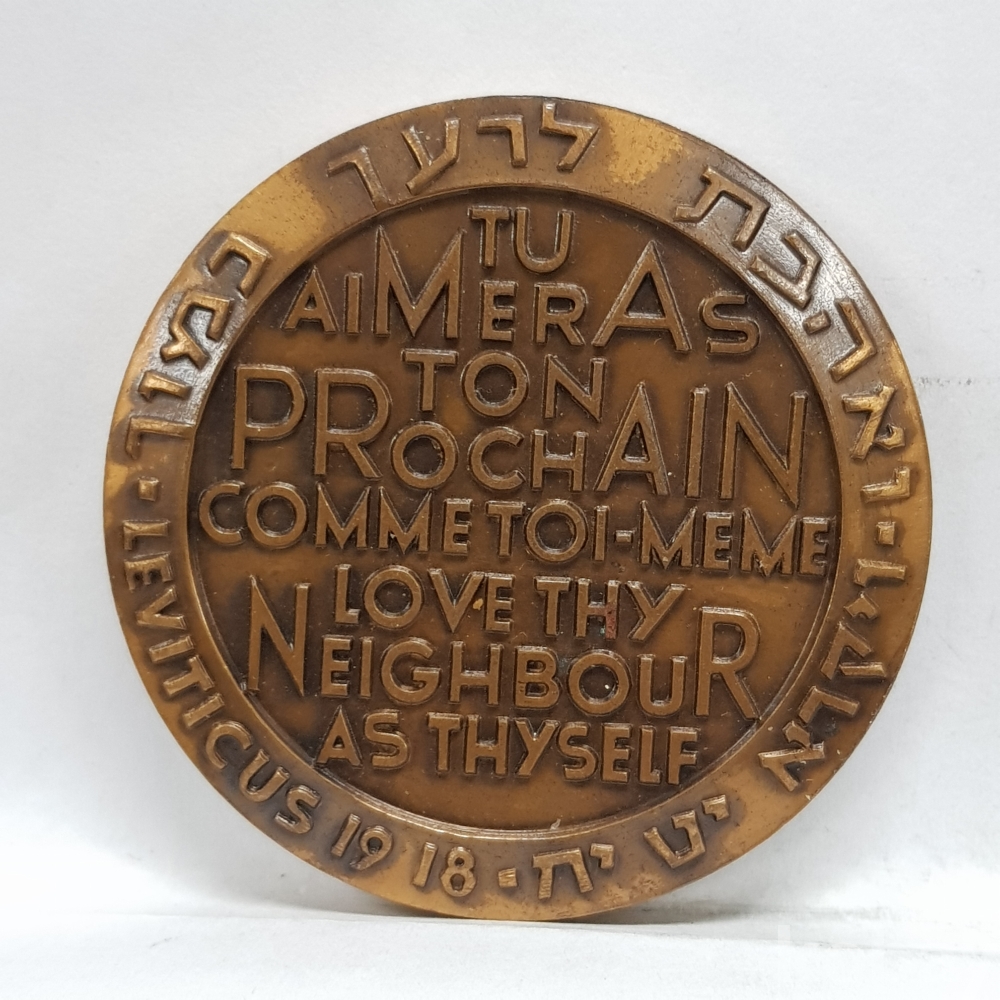 ואהבת לרעך כמוך
TU
AIMERAS
TON
PROCHAIN
COMME TOI-MEME
LOVE THY
NEIGHBOUR
AS THYSELF
· LEVITICUS 19 18 ·
ויקרא יט יח ·